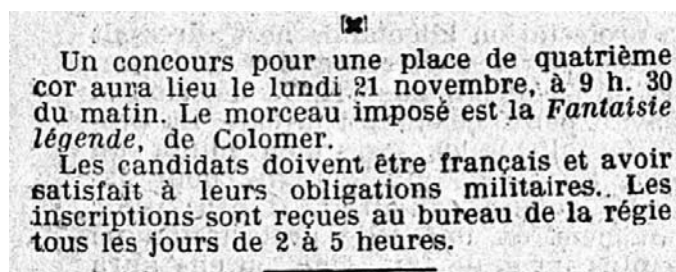 Un concours pour une place de quatrième
cor aura lieu le lundi 21 novembre, à 9 h. 30
du matin. Le morceau imposé est la Fantaisie
légende, de Colomer.
Les candidats doivent être français et avoir
satisfait à leurs obligations militaires.. Les
inscriptions sont reçues au bureau de la régie
tous les jours de 2 à 5 heures.